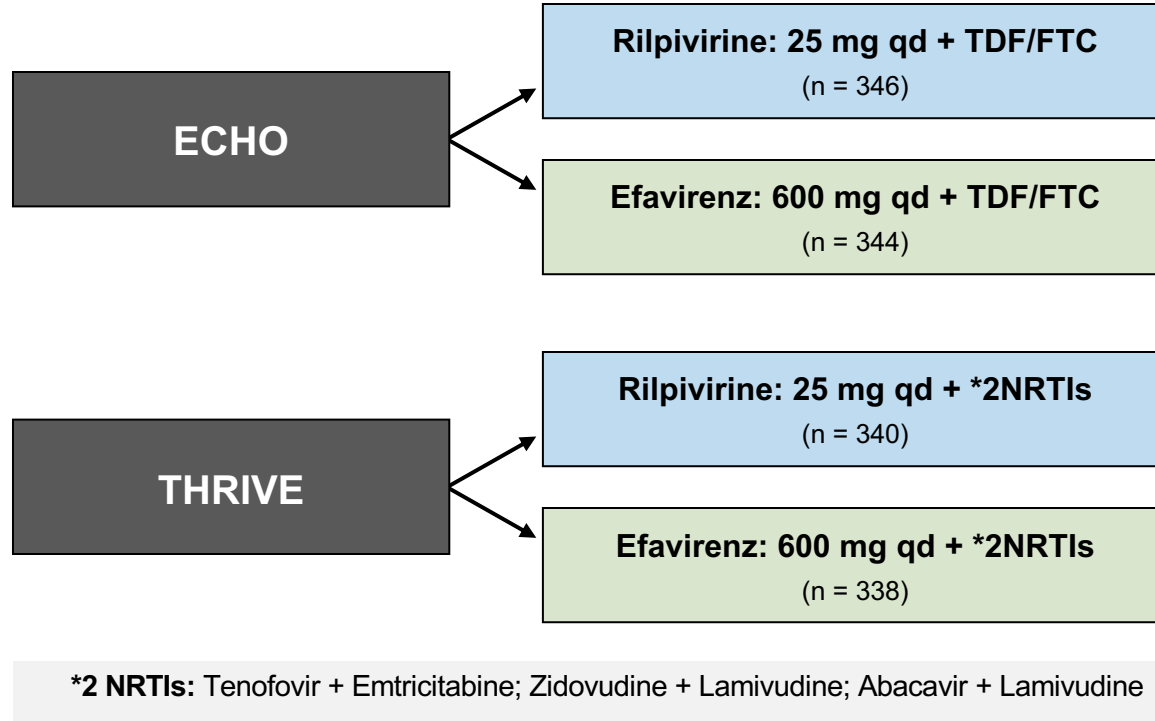 ECHO
Rilpivirine: 25 mg qd + TDF/FTC
(n = 346)
Efavirenz: 600 mg qd + TDF/FTC
(n = 344)
THRIVE
Rilpivirine: 25 mg qd + *2NRTIs
(n = 340)
Efavirenz: 600 mg qd + *2NRTIs
(n = 338)
*2 NRTIs: Tenofovir + Emtricitabine; Zidovudine + Lamivudine; Abacavir + Lamivudine